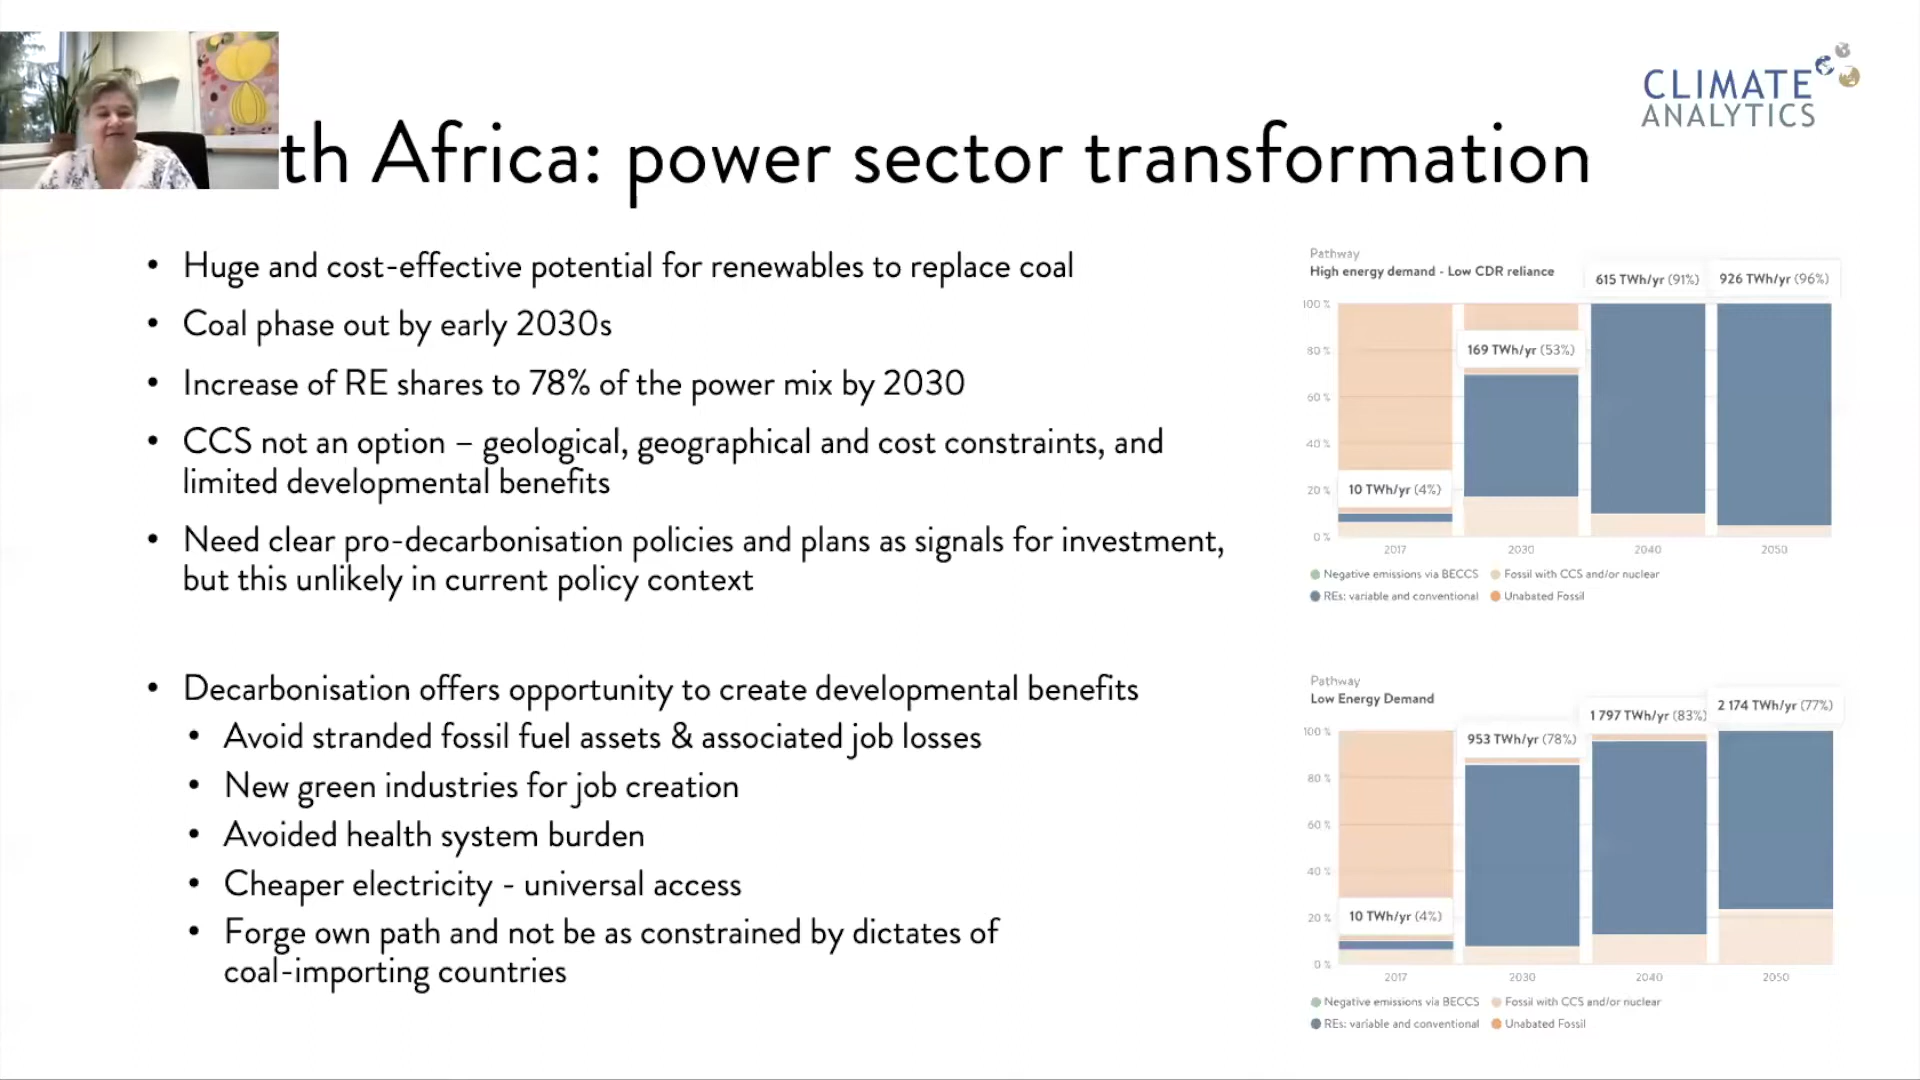 CLIMATE
ANALYTICS
th Africa: power sector transformation
• Huge and cost-effective potential for renewables to replace coal
• Coal phase out by early 2030s
• Increase of RE shares to 78% of the power mix by 2030
• CCS not an option – geological, geographical and cost constraints, and
limited developmental benefits
• Need clear pro-decarbonisation policies and plans as signals for investment,
but this unlikely in current policy context
• Decarbonisation offers opportunity to create developmental benefits
• Avoid stranded fossil fuel assets & associated job losses
• New green industries for job creation
• Avoided health system burden
• Cheaper electricity - universal access
• Forge own path and not be as constrained by dictates of
coal-importing countries
Pathway
High energy demand - Low CDR reliance
615 TWh/yr (91%)
926 TWh/yr (96%)
100 %
169 TWh/yr (53%)
80 %
60 %
40 %
20 %
10 TWh/yr (4%)
0 %
2017 2030 2040 2050
Negative emissions via BECCS Fossil with CCS and/or nuclear
REs: variable and conventional Unabated Fossil
Pathway
Low Energy Demand
953 TWh/yr (78%)
1 797 TWh/yr (83%)
2 174 TWh/yr (77%)
100 %
80 %
60 %
40 %
20 %
10 TWh/yr (4%)
0 %
2017 2030 2040 2050
Negative emissions via BECCS Fossil with CCS and/or nuclear
REs: variable and conventional Unabated Fossil